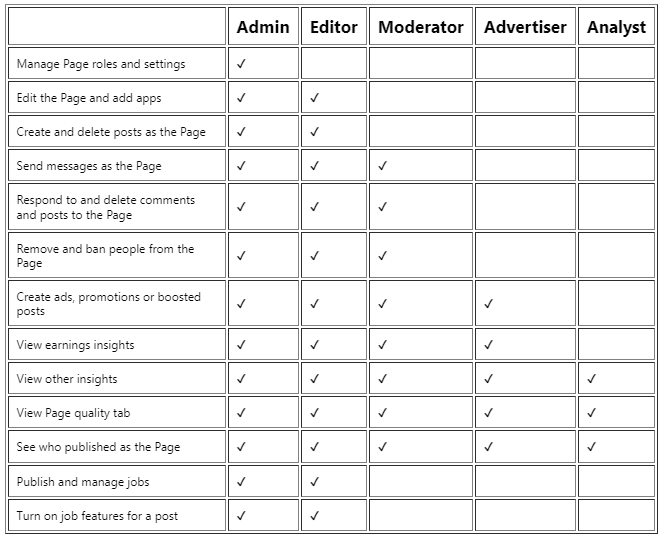 Admin Editor Moderator Advertiser Analyst
Manage Page roles and settings ✓
Edit the Page and add apps ✓ ✓
Create and delete posts as the Page ✓ ✓
Send messages as the Page ✓ ✓ ✓
Respond to and delete comments
and posts to the Page ✓ ✓ ✓
Remove and ban people from the
Page ✓ ✓ ✓
Create ads, promotions or boosted
posts ✓ ✓ ✓ ✓
View earnings insights ✓ ✓ ✓ ✓
View other insights ✓ ✓ ✓ ✓ ✓
View Page quality tab ✓ ✓ ✓ ✓ ✓
See who published as the Page ✓ ✓ ✓ ✓ ✓
Publish and manage jobs ✓ ✓
Turn on job features for a post ✓ ✓